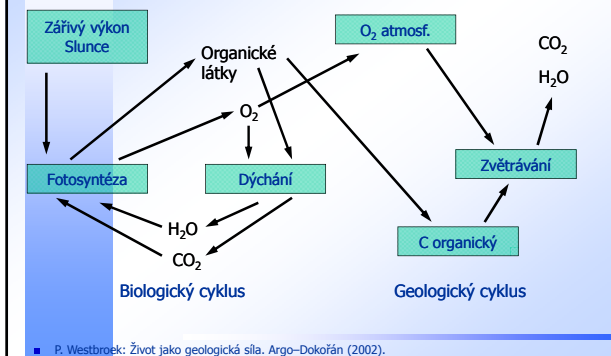 Zářivý výkon
Slunce
Organické
látky
O₂ atmosf.
CO₂
H₂O
O₂
Fotosyntéza
Dýchání
Zvětrávání
H₂O
CO₂
C organický
Biologický cyklus
Geologický cyklus
P. Westbroek: Život jako geologická síla. Argo–Dokořán (2002).